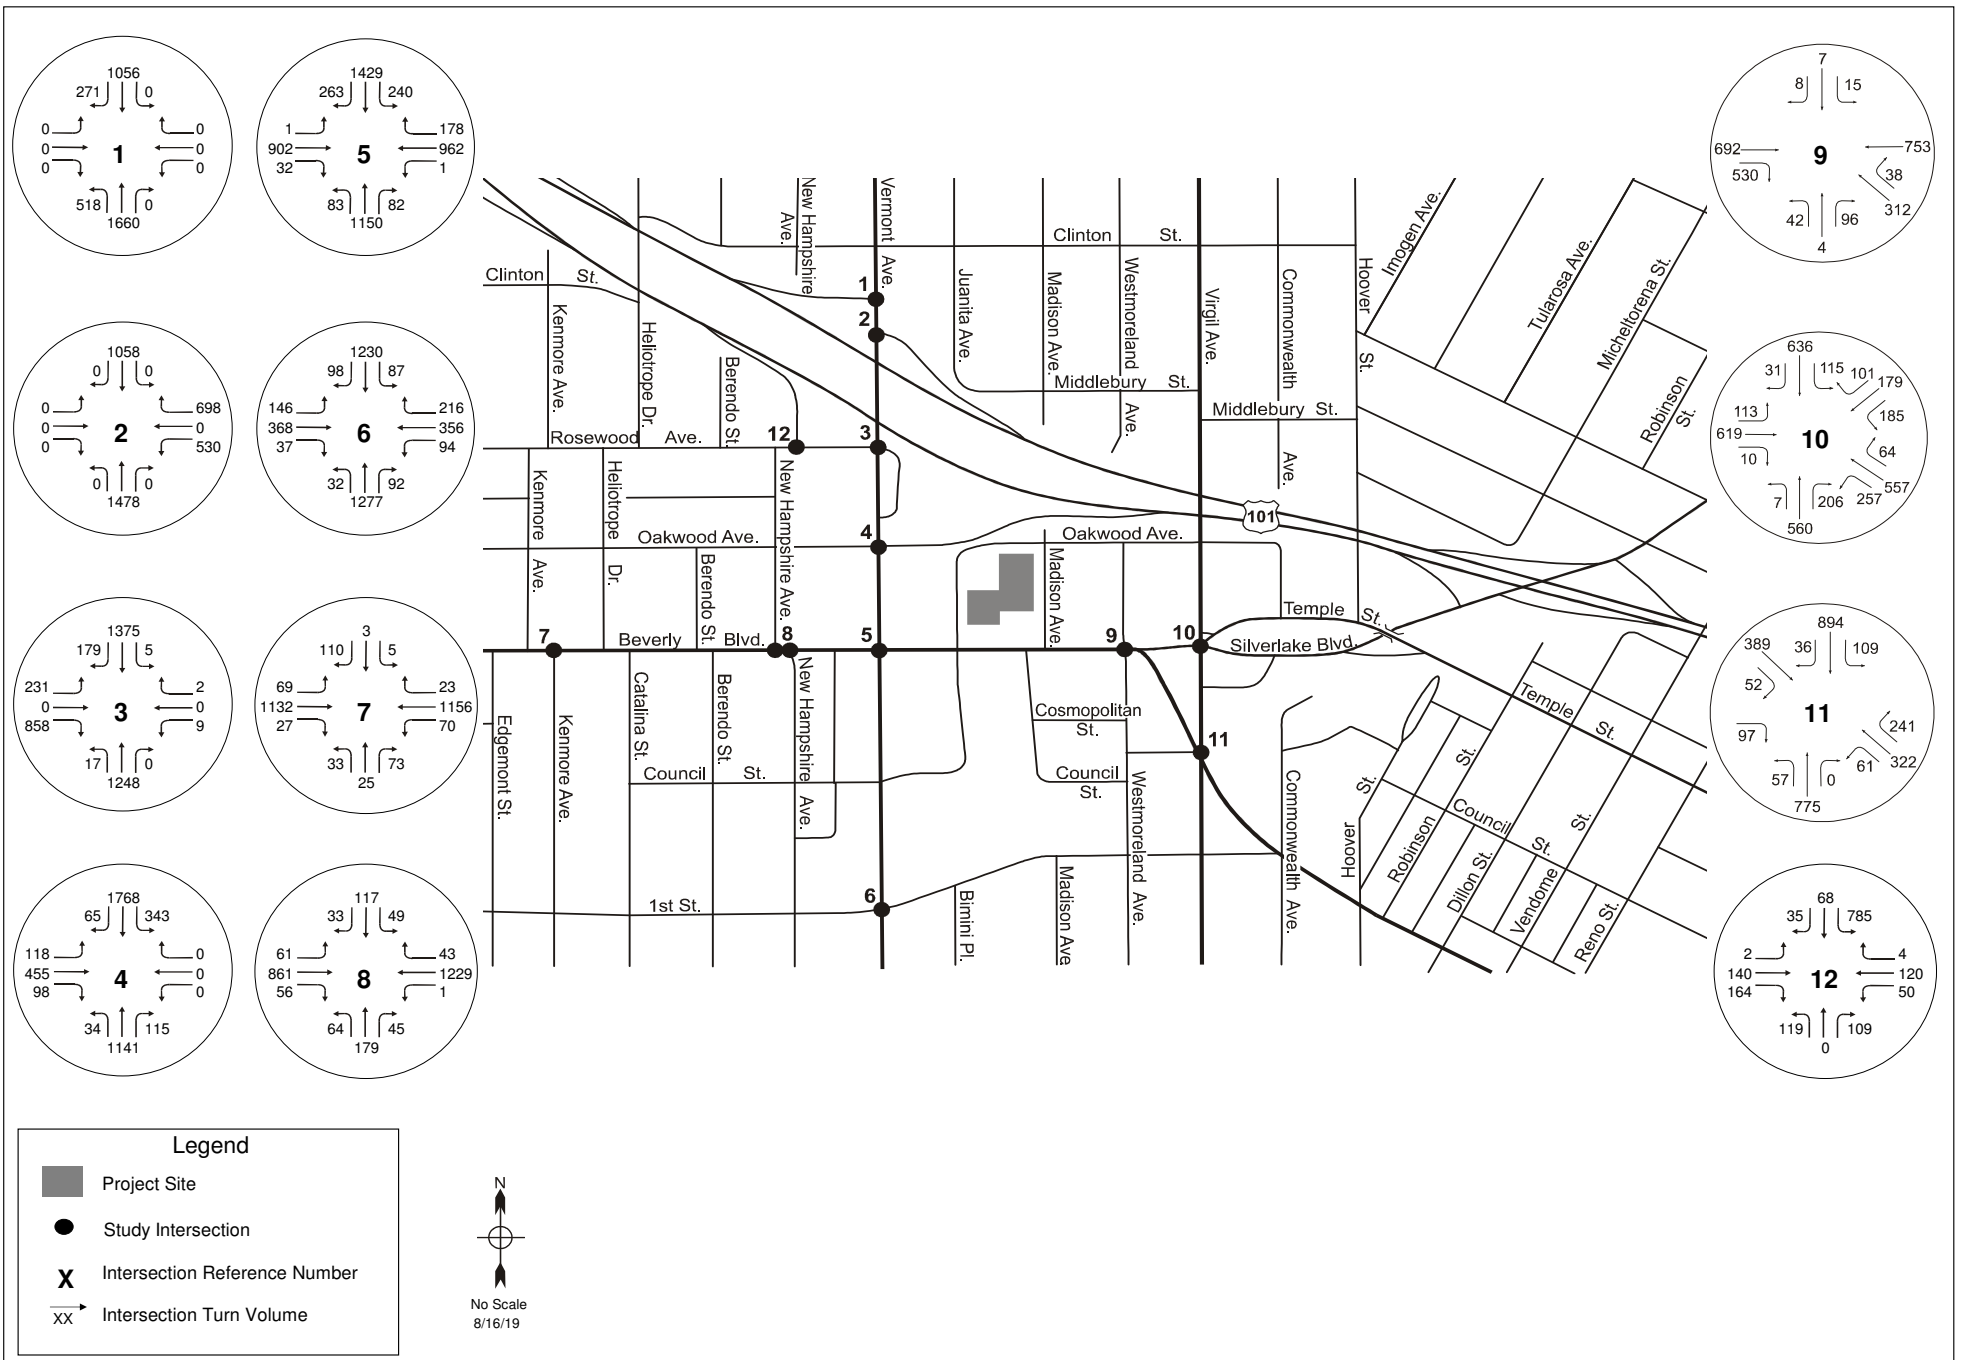 1056
271 0
0 0
0 1 0
0 0
518 0
1660
1429
263 240
1 178
902 5 962
32 1
83 82
1150
1058
0 0
0 698
0 2 0
0 530
0 0
1478
1230
98 87
146 216
368 6 356
37 94
32 92
1277
1375
179 5
231 2
0 3 0
858 9
17 0
1248
3
110 5
69 23
1132 7 1156
27 70
33 73
25
1768
65 343
118 0
455 4 0
98 0
34 115
1141
117
33 49
61 43
861 8 1229
56 1
64 45
179
7
8 15
692 9 753
530 38
312
42 96
4
636
31 115 101 179
113 185
619 10
10 64
557
7 206 257
560
894
389 36 109
52 11
97 241
57 0 61 322
775
68
35 785
2 4
140 12 120
164 50
119 109
0
New Hampshire
Ave.
Vermont
Ave.
Clinton St.
Clinton St.
Kenmore Ave.
Heliotrope Dr.
Berendo St.
Juanita Ave.
Madison Ave.
Westmoreland
Ave.
Virgil Ave.
Commonwealth
Ave.
Hoover
St.
Imogen Ave.
Tularosa Ave.
Micheltorena St.
Robinson
St.
1
2
Middlebury St.
Middlebury St.
Rosewood Ave.
12
3
Kenmore
Ave.
Heliotrope
Dr.
New Hampshire Ave.
101
Oakwood Ave.
4
Oakwood Ave.
Berendo St.
Madison Ave.
Temple St.
7
Beverly Blvd.
8
5
9
10
Silverlake Blvd.
Edgemont St.
Kenmore Ave.
Catalina St.
Berendo St.
New Hampshire
Ave.
Cosmopolitan
St.
11
Temple
St.
Council St.
Council
St.
Westmoreland Ave.
Commonwealth Ave.
Hoover
St.
Robinson
St.
Council
St.
Dillon St.
Vendome
St.
Reno St.
1st St.
6
Bimini Pl.
Madison Ave
Legend
Project Site
Study Intersection
X Intersection Reference Number
XX Intersection Turn Volume
N
No Scale
8/16/19